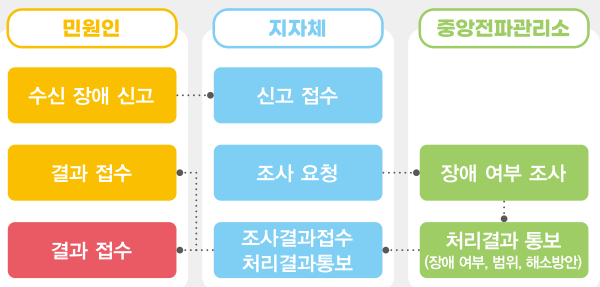 민원인
지자체
중앙전파관리소
수신 장애 신고
신고 접수
결과 접수
조사 요청
장애 여부 조사
결과 접수
조사결과접수
처리결과통보
처리결과 통보
(장애 여부, 범위, 해소방안)